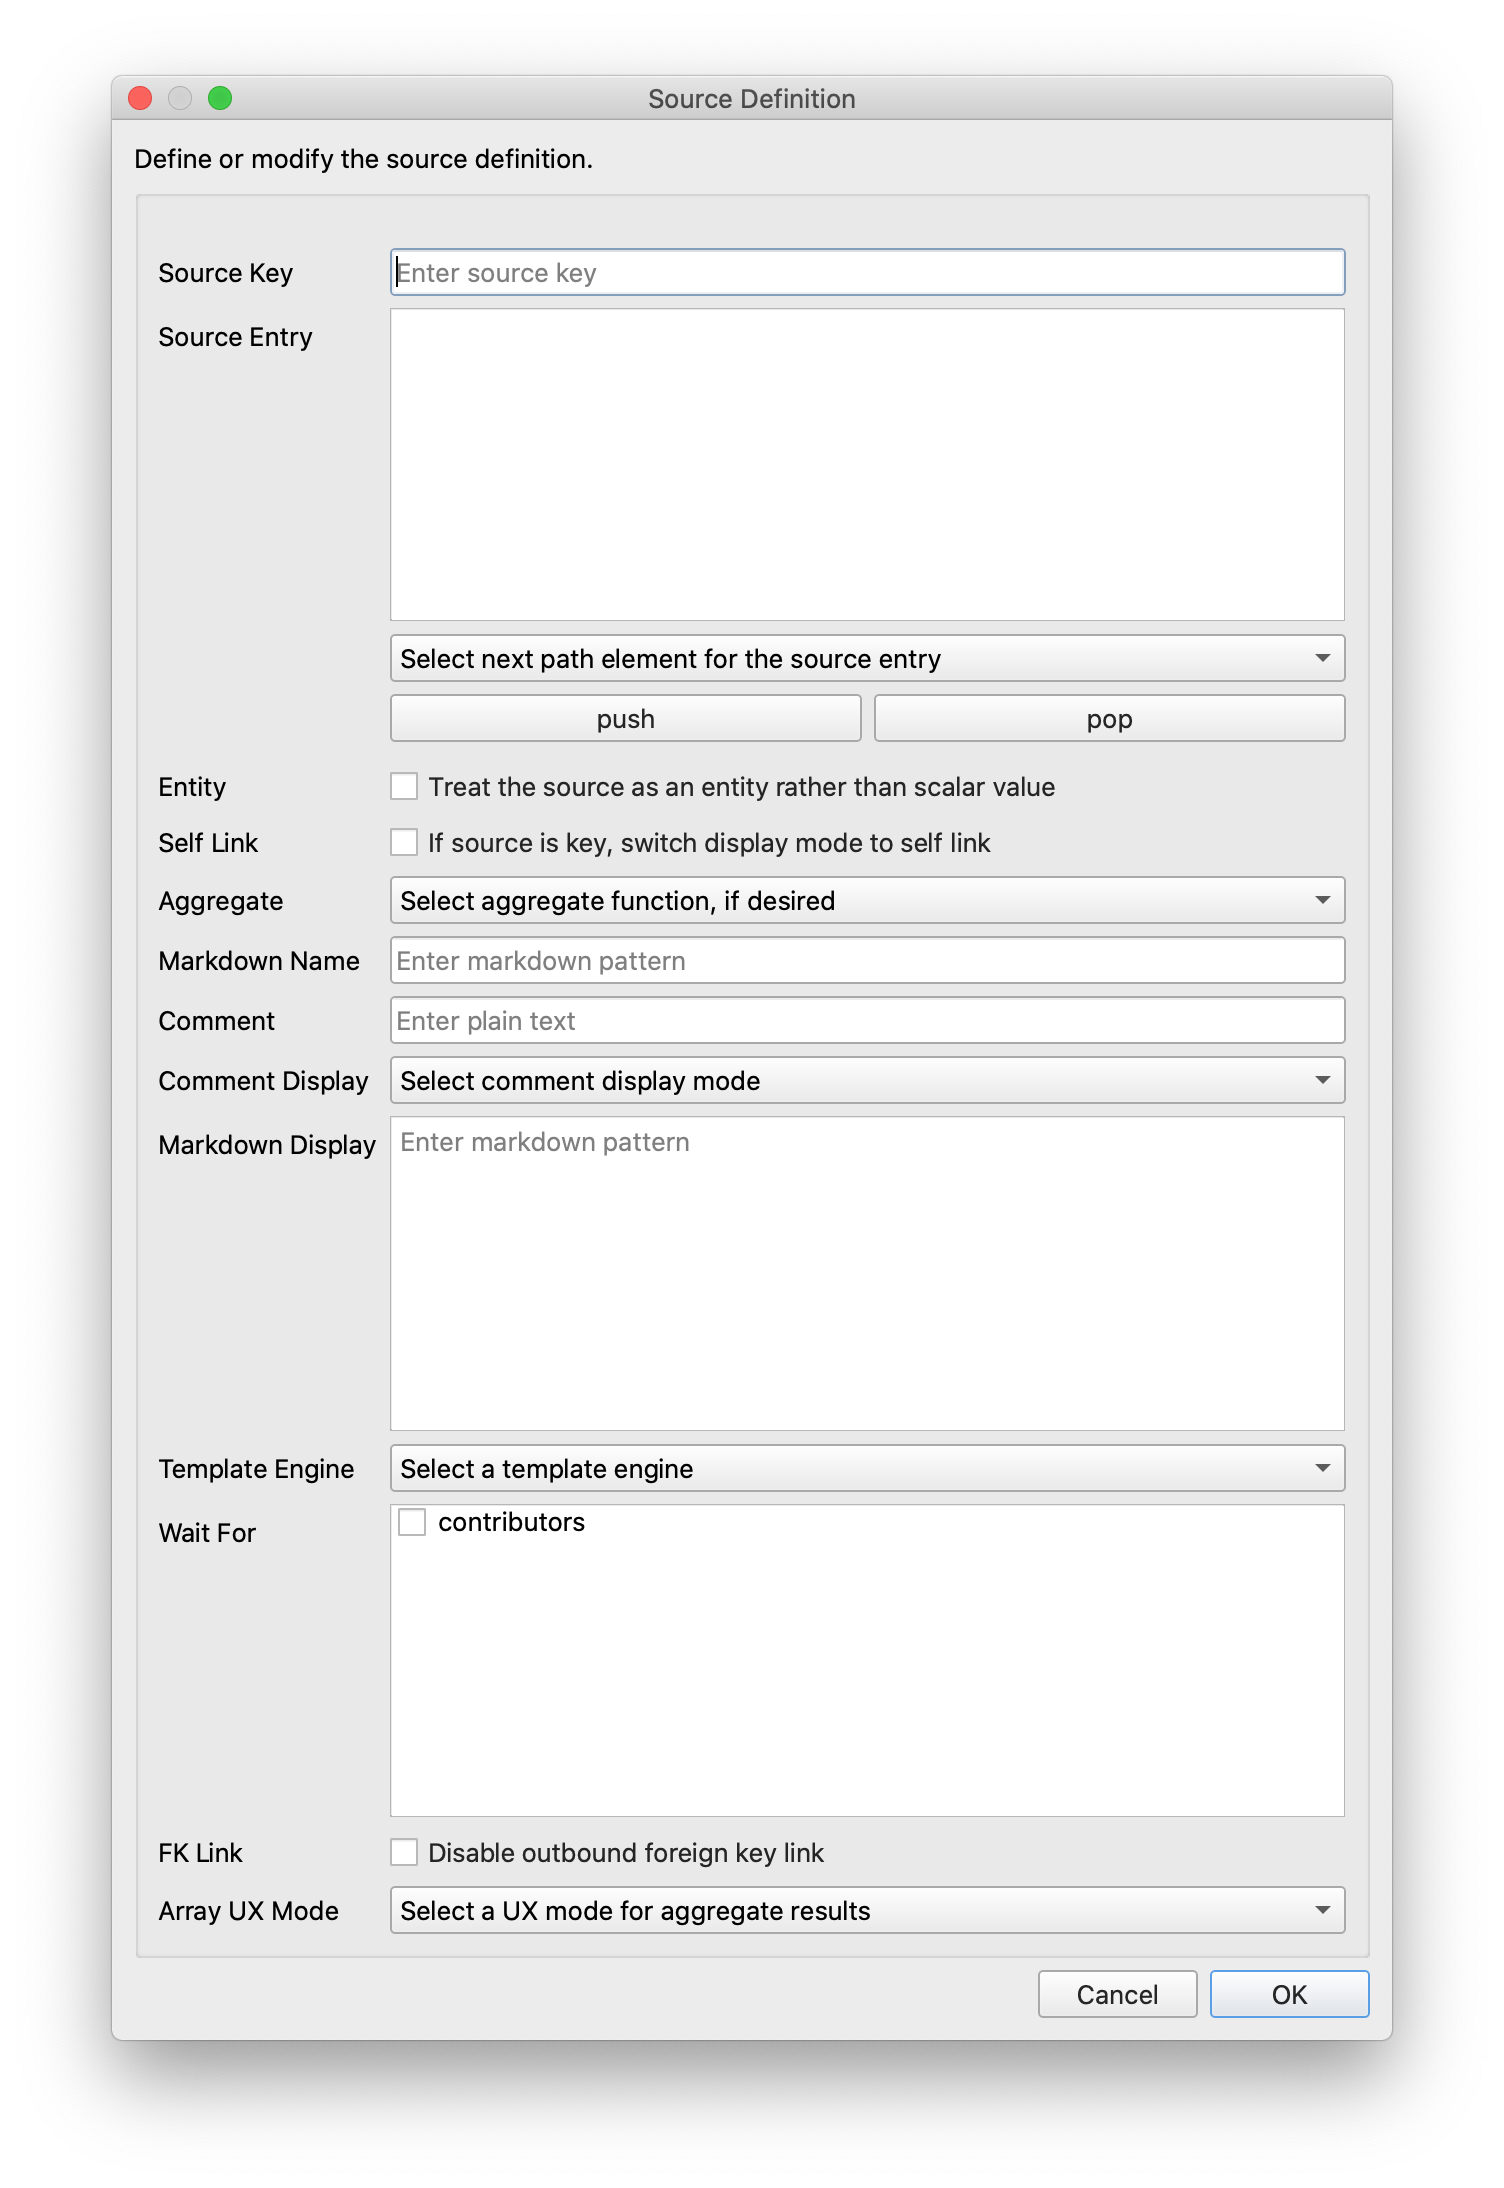 Source Definition
Define or modify the source definition.
Source Key
Enter source key
Source Entry
Select next path element for the source entry
push
pop
Entity
Treat the source as an entity rather than scalar value
Self Link
If source is key, switch display mode to self link
Aggregate
Select aggregate function, if desired
Markdown Name
Enter markdown pattern
Comment
Enter plain text
Comment Display
Select comment display mode
Markdown Display
Enter markdown pattern
Template Engine
Select a template engine
Wait For
contributors
FK Link
Disable outbound foreign key link
Array UX Mode
Select a UX mode for aggregate results
Cancel
OK